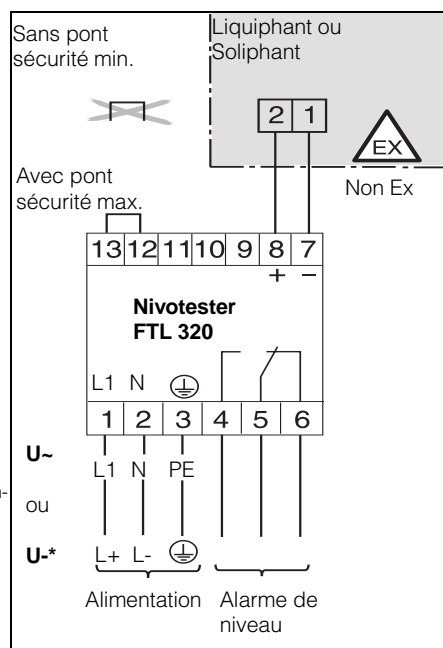 Sans pont
sécurité min.
Liquiphant ou
Soliphant
2 1
EX
Non Ex
Avec pont
sécurité max.
13 12 11 10 9 8 7
+ −
Nivotester
FTL 320
L1 N
1 2 3 4 5 6
U~
L1 N PE
n-
ou
U-*
L+ L-
Alimentation
Alarme de
niveau